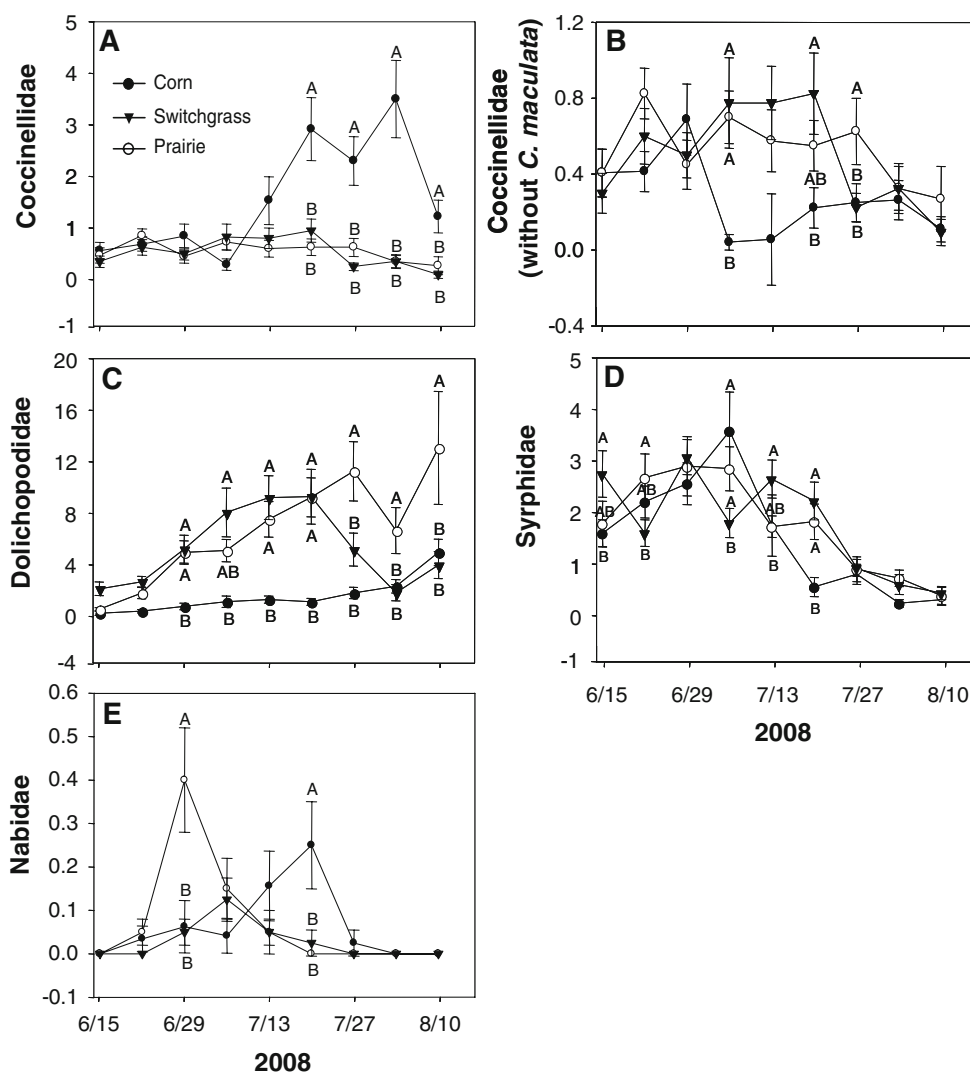 A
Coccinellidae
5
4
3
2
1
0
-1
Corn
Switchgrass
Prairie
A
A
A
A
B
B
B
B
B
B
B
B
B
Coccinellidae
(without C. maculata)
1.2
0.8
0.4
0.0
-0.4
A
A
A
A
AB
B
B
B
C
Dolichopodidae
20
16
12
8
4
0
-4
A
A
A
A
A
A
A
A
AB
A
A
B
B
B
B
B
B
B
B
B
B
D
Syrphidae
5
4
3
2
1
0
-1
A
A
A
A
A
AB
AB
A
AB
A
B
B
B
B
B
6/15
6/29
7/13
7/27
8/10
2008
E
Nabidae
0.6
0.5
0.4
0.3
0.2
0.1
0.0
-0.1
A
A
B
B
B
B
6/15
6/29
7/13
7/27
8/10
2008